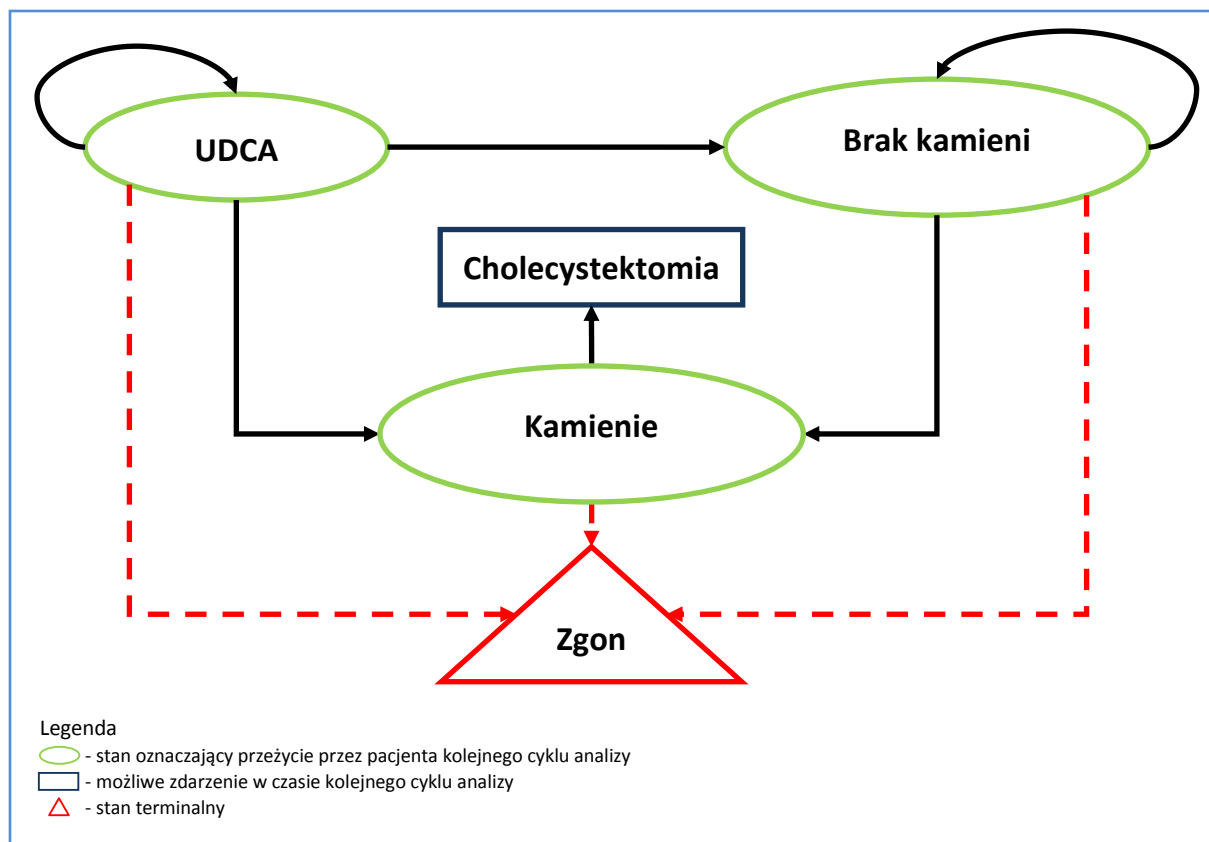 UDCA
Brak kamieni
Cholecystektomia
Kamienie
Zgon
Legenda
- stan oznaczający przeżycie przez pacjenta kolejnego cyklu analizy
- możliwe zdarzenie w czasie kolejnego cyklu analizy
- stan terminalny